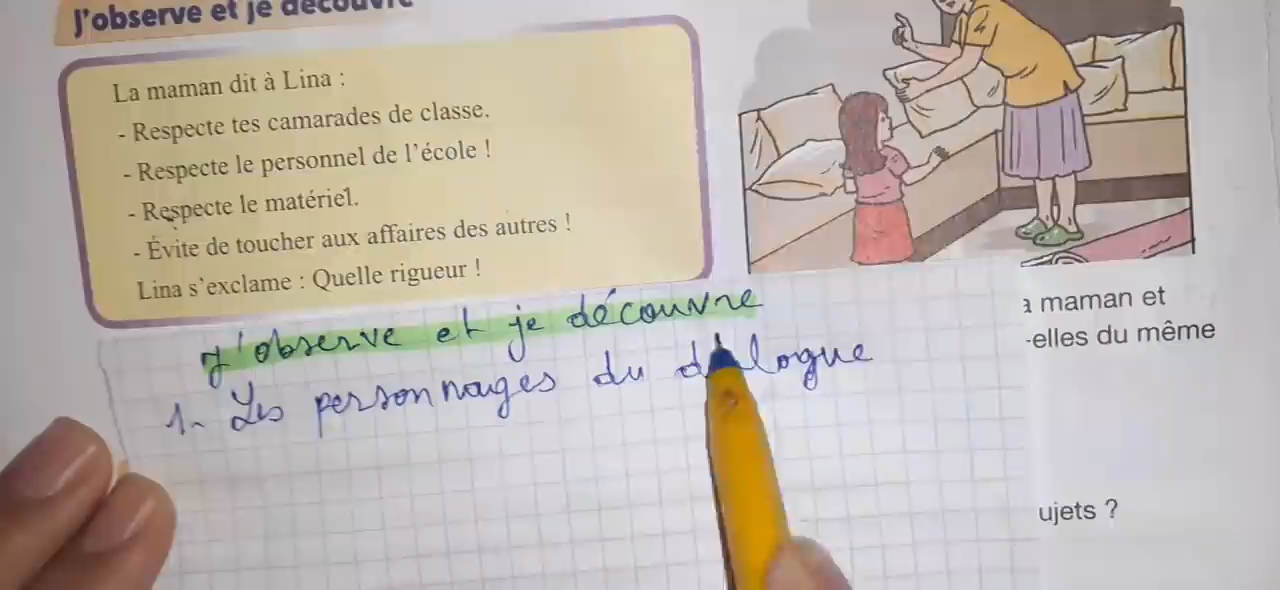 J'observe et je découvre
La maman dit à Lina :
- Respecte tes camarades de classe.
- Respecte le personnel de l'école !
- Respecte le matériel.
- Évite de toucher aux affaires des autres !
Lina s'exclame : Quelle rigueur !
J'observe et je découvre
1. Les personnages du dialogue
a maman et
-elles du même
ujets ?